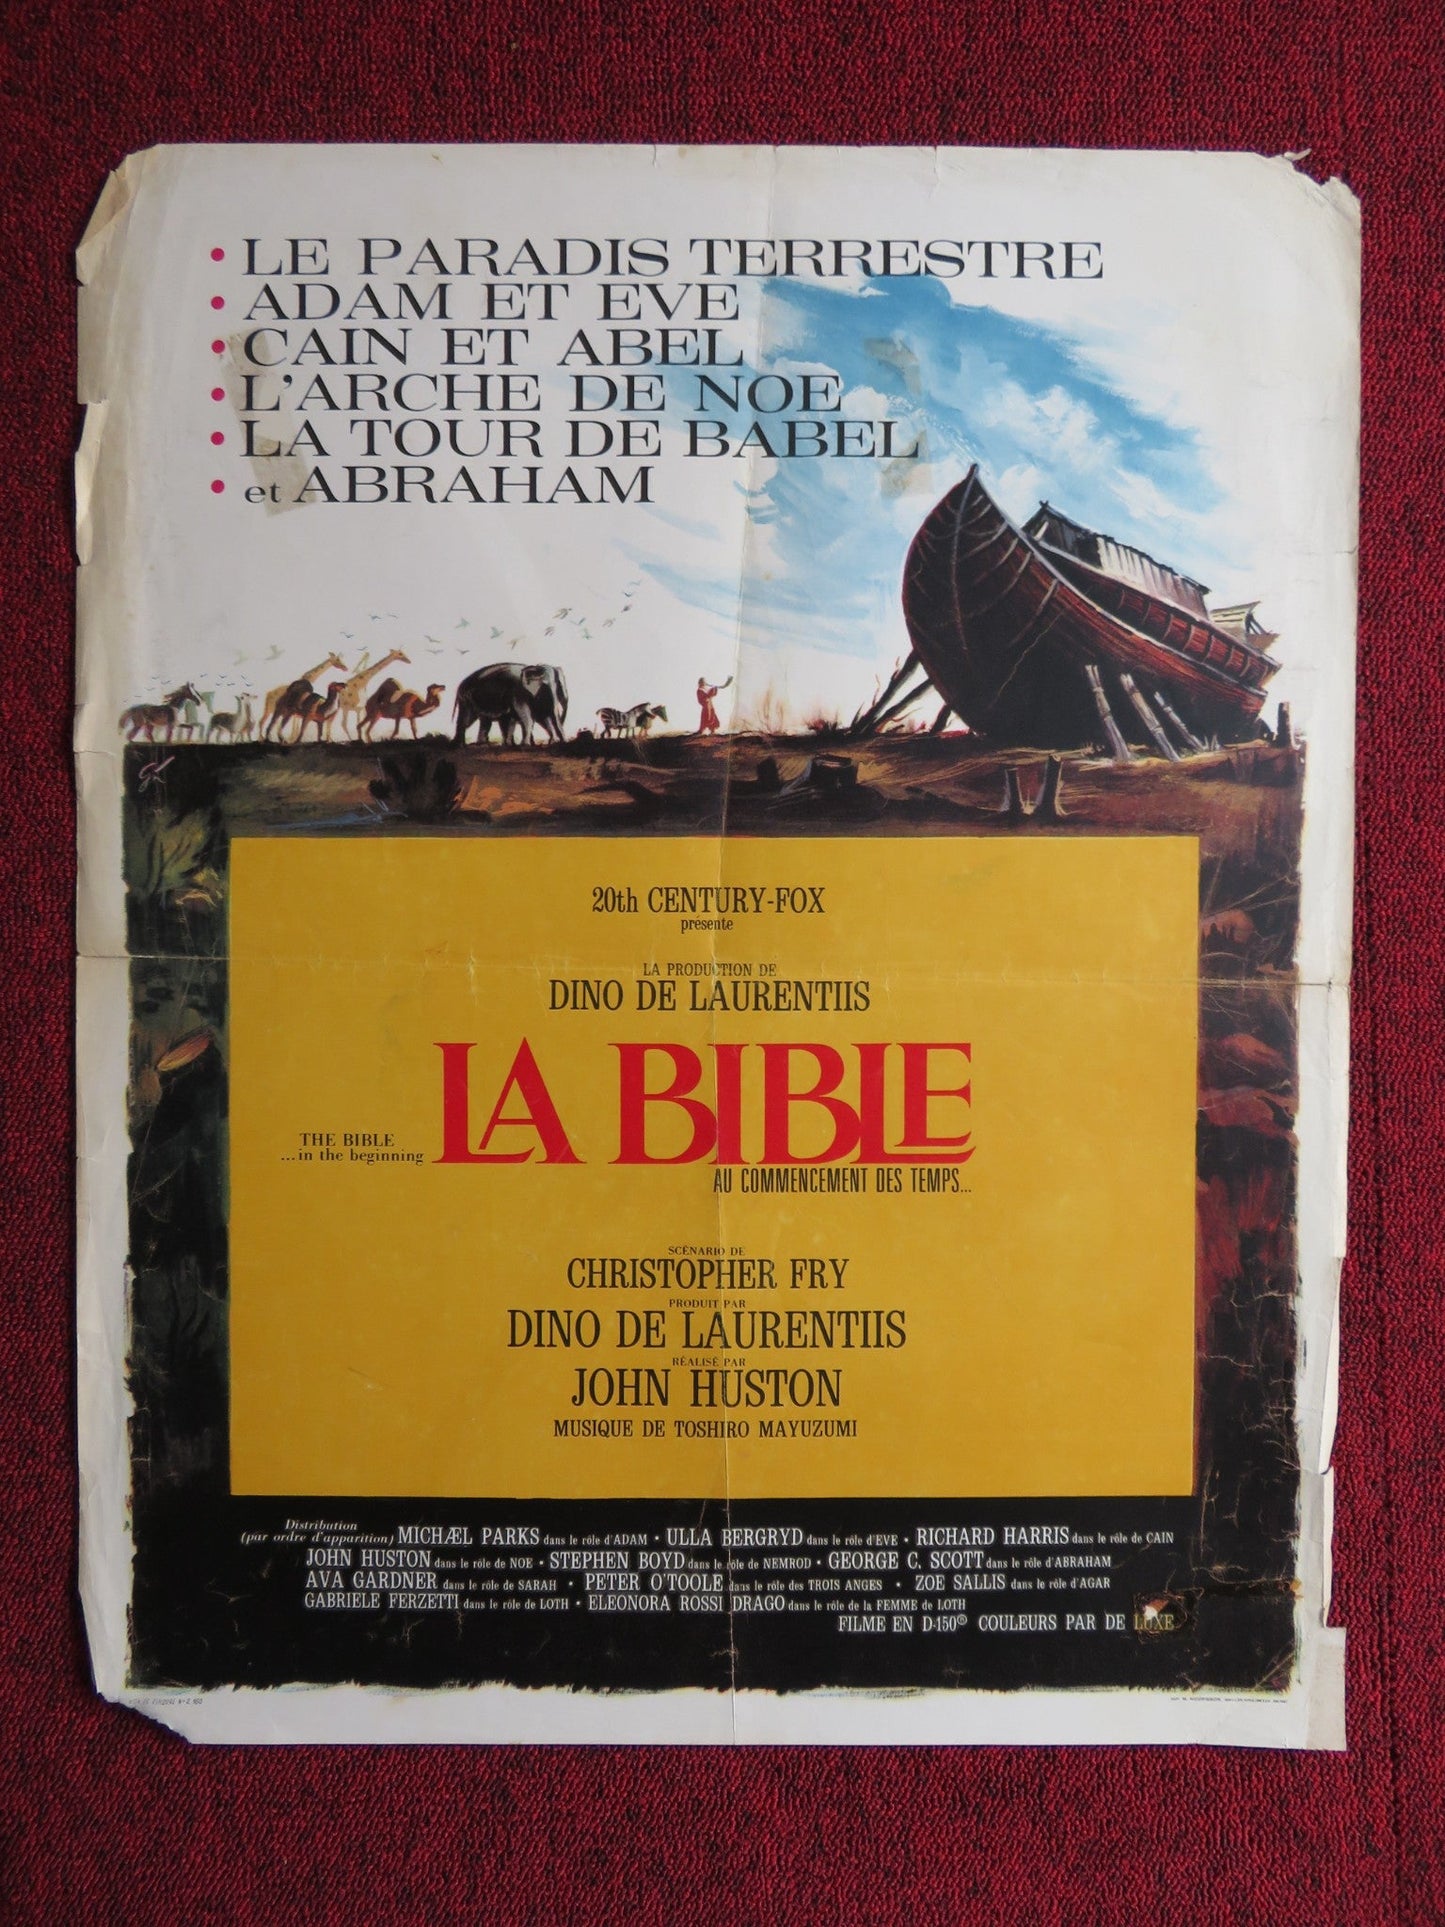 • LE PARADIS TERRESTRE
• ADAM ET EVE
• CAIN ET ABEL
• L'ARCHE DE NOE
• LA TOUR DE BABEL
• et ABRAHAM
20th CENTURY-FOX
présente
LA PRODUCTION DE
DINO DE LAURENTIIS
LA BIBLE
THE BIBLE
...in the beginning
AU COMMENCEMENT DES TEMPS...
SCÉNARIO DE
CHRISTOPHER FRY
PRODUIT PAR
DINO DE LAURENTIIS
RÉALISÉ PAR
JOHN HUSTON
MUSIQUE DE TOSHIRO MAYUZUMI
Distribution
(par ordre d'apparition) MICHÆL PARKS dans le rôle d'ADAM • ULLA BERGRYD dans le rôle d'EVE • RICHARD HARRIS dans le rôle de CAIN
JOHN HUSTON dans le rôle de NOE • STEPHEN BOYD dans le rôle de NEMROD • GEORGE C. SCOTT dans le rôle d'ABRAHAM
AVA GARDNER dans le rôle de SARAH • PETER O'TOOLE dans le rôle des TROIS ANGES • ZOE SALLIS dans le rôle d'AGAR
GABRIELE FERZETTI dans le rôle de LOTH • ELEONORA ROSSI DRAGO dans le rôle de la FEMME de LOTH
FILMÉ EN D-150® COULEURS PAR DE LUXE